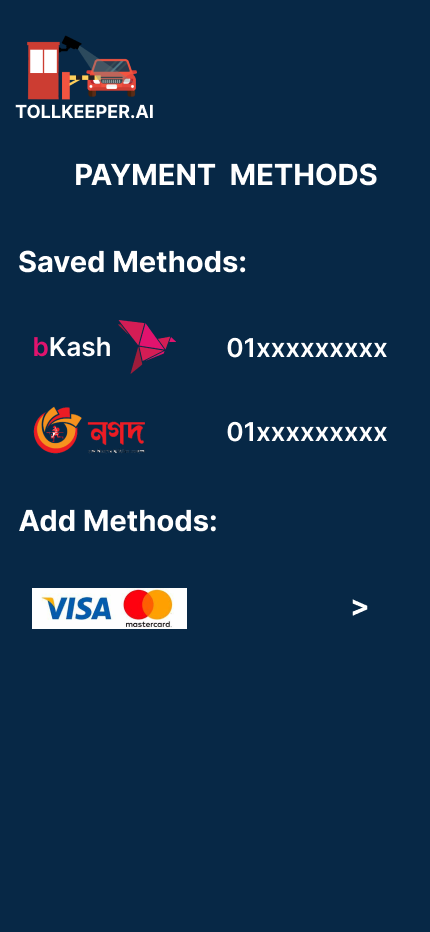 TOLLKEEPER.AI
PAYMENT METHODS
Saved Methods:
bKash 01xxxxxxxxx
নগদ 01xxxxxxxxx
Add Methods:
VISA mastercard >